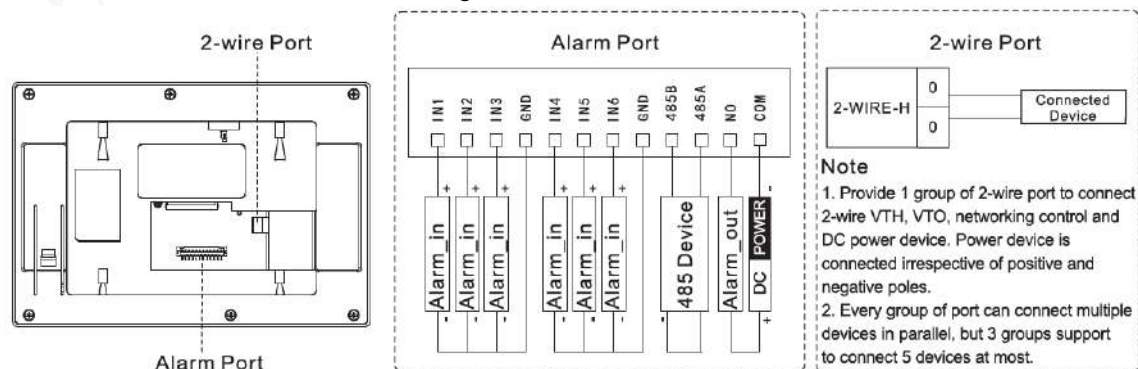 2-wire Port
Alarm Port
Alarm Port
IN1 IN2 IN3 GND IN4 IN5 IN6 GND 485B 485A NO COM
+ + + + + + -
Alarm_in Alarm_in Alarm_in Alarm_in Alarm_in Alarm_in 485 Device Alarm_out DC POWER
- - - - - - - +
2-wire Port
2-WIRE-H
0
0
Connected
Device
Note
1. Provide 1 group of 2-wire port to connect
2-wire VTH, VTO, networking control and
DC power device. Power device is
connected irrespective of positive and
negative poles.
2. Every group of port can connect multiple
devices in parallel, but 3 groups support
to connect 5 devices at most.